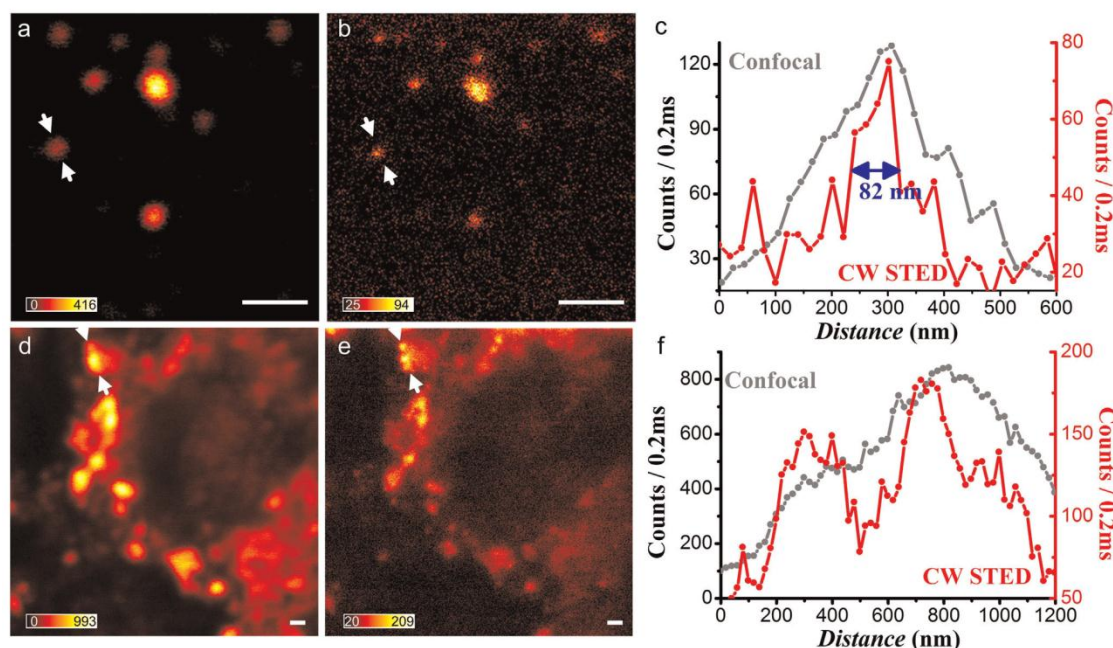 a
0 416
b
25 94
c
Confocal
CW STED
82 nm
Counts / 0.2ms
30
60
90
120
Counts / 0.2ms
20
40
60
80
0 100 200 300 400 500 600
Distance (nm)
d
0 993
e
20 209
f
Confocal
CW STED
Counts / 0.2ms
0
200
400
600
800
Counts / 0.2ms
50
100
150
200
0 200 400 600 800 1000 1200
Distance (nm)